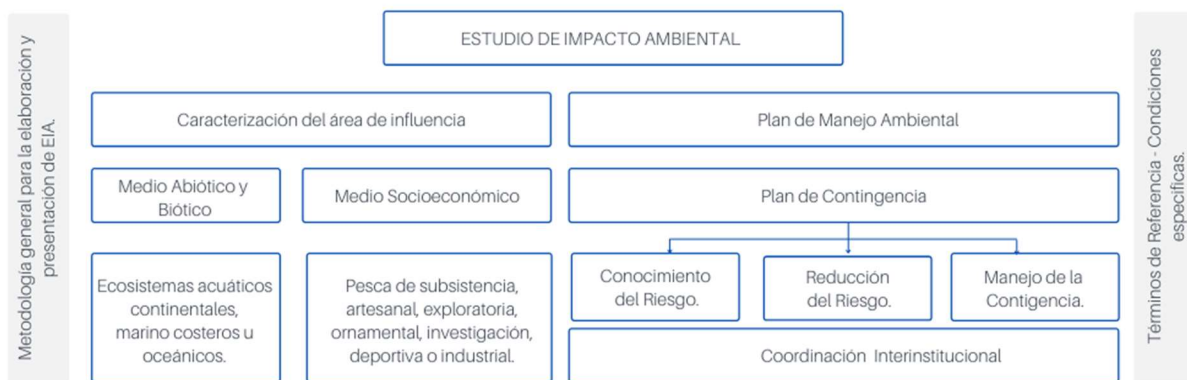 Metodología general para la elaboración y
presentación de EIA.
ESTUDIO DE IMPACTO AMBIENTAL
Caracterización del área de influencia
Plan de Manejo Ambiental
Medio Abiótico y
Biótico
Medio Socioeconómico
Plan de Contingencia
Ecosistemas acuáticos
continentales,
marino costeros u
oceánicos.
Pesca de subsistencia,
artesanal, exploratoria,
ornamental, investigación,
deportiva o industrial.
Conocimiento
del Riesgo.
Reducción
del Riesgo.
Manejo de la
Contigencia.
Coordinación Interinstitucional
Términos de Referencia - Condiciones
especificas.